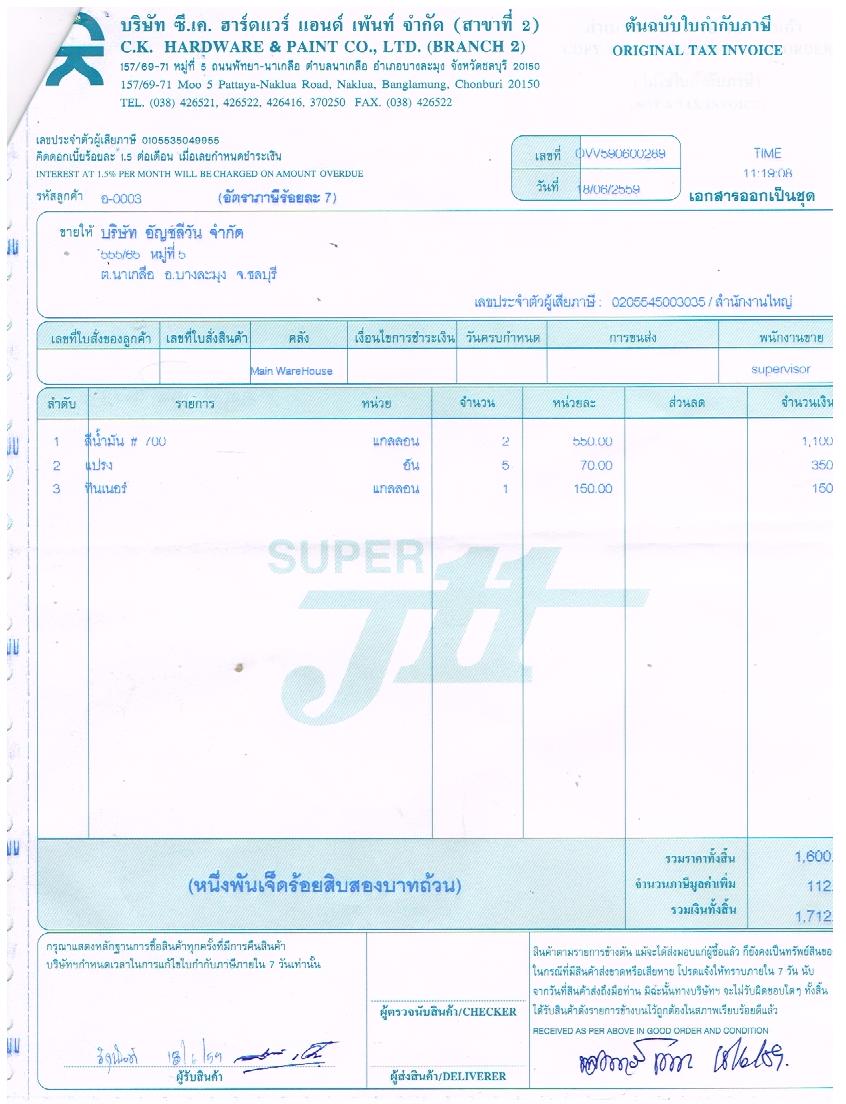 บริษัท ซี.เค. ฮาร์ดแวร์ แอนด์ เพ้นท์ จำกัด (สาขาที่ 2)
C.K. HARDWARE & PAINT CO., LTD. (BRANCH 2)
157/69-71 หมู่ที่ 5 ถนนพัทยา-นาเกลือ ตำบลนาเกลือ อำเภอบางละมุง จังหวัดชลบุรี 20150
157/69-71 Moo 5 Pattaya-Naklua Road, Naklua, Banglamung, Chonburi 20150
TEL. (038) 426521, 426522, 426416, 370250 FAX. (038) 426522
ต้นฉบับใบกำกับภาษี
ORIGINAL TAX INVOICE
เลขประจำตัวผู้เสียภาษี 0105535049955
คิดดอกเบี้ยร้อยละ 1.5 ต่อเดือน เมื่อเลยกำหนดชำระเงิน
INTEREST AT 1.5% PER MONTH WILL BE CHARGED ON AMOUNT OVERDUE
รหัสลูกค้า อ-0003 (อัตราภาษีร้อยละ 7)
เลขที่ OVV590600289
วันที่ 18/06/2559
TIME
11:19:08
เอกสารออกเป็นชุด
ขายให้ บริษัท อัญชลีวัน จำกัด
555/65 หมู่ที่ 5
ต.นาเกลือ อ.บางละมุง จ.ชลบุรี
เลขประจำตัวผู้เสียภาษี : 0205545003035 / สำนักงานใหญ่
เลขที่ใบสั่งของลูกค้า เลขที่ใบสั่งสินค้า คลัง เงื่อนไขการชำระเงิน วันครบกำหนด การขนส่ง พนักงานขาย
Main WareHouse supervisor
ลำดับ รายการ หน่วย จำนวน หน่วยละ ส่วนลด จำนวนเงิน
1 สีน้ำมัน # 700 แกลลอน 2 550.00 1,100
2 แปรง อัน 5 70.00 350
3 ทินเนอร์ แกลลอน 1 150.00 150
SUPER
Jtt
รวมราคาทั้งสิ้น 1,600.
(หนึ่งพันเจ็ดร้อยสิบสองบาทถ้วน) จำนวนภาษีมูลค่าเพิ่ม 112.
รวมเงินทั้งสิ้น 1,712.
กรุณาแสดงหลักฐานการซื้อสินค้าทุกครั้งที่มีการคืนสินค้า
บริษัทฯกำหนดเวลาในการแก้ไขใบกำกับภาษีภายใน 7 วันเท่านั้น
18/6/59
ผู้รับสินค้า
ผู้ตรวจนับสินค้า/CHECKER
ผู้ส่งสินค้า/DELIVERER
สินค้าตามรายการข้างต้น แม้จะได้ส่งมอบแก่ผู้ซื้อแล้ว ก็ยังคงเป็นทรัพย์สินขอ
ในกรณีที่มีสินค้าส่งขาดหรือเสียหาย โปรดแจ้งให้ทราบภายใน 7 วัน นับ
จากวันที่สินค้าส่งถึงมือท่าน มิฉะนั้นทางบริษัทฯ จะไม่รับผิดชอบใดๆ ทั้งสิ้น
ได้รับสินค้าดังรายการข้างบนไว้ถูกต้องในสภาพเรียบร้อยดีแล้ว
RECEIVED AS PER ABOVE IN GOOD ORDER AND CONDITION